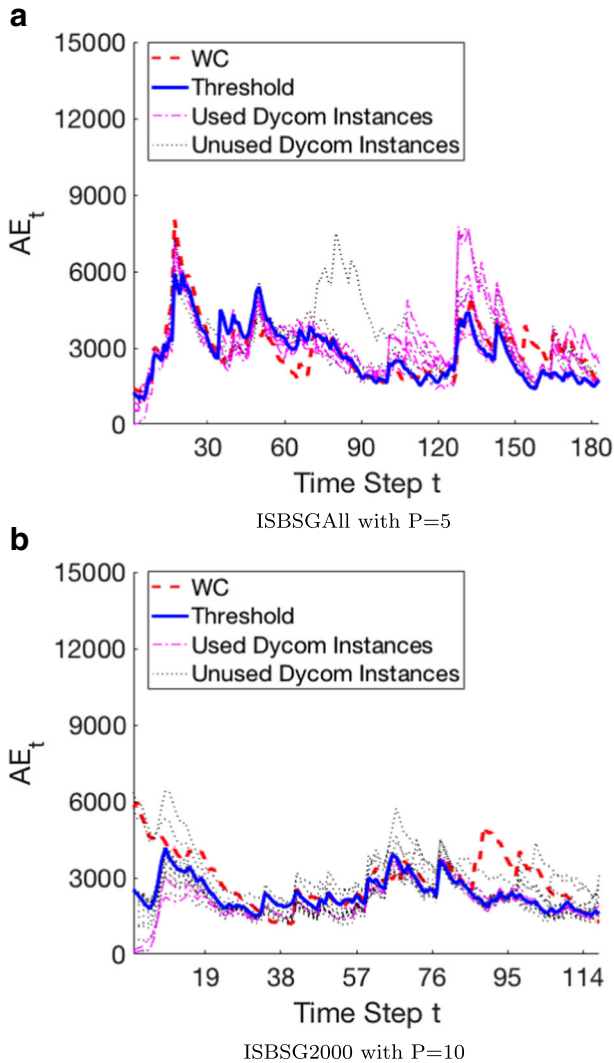 a
15000
12000
9000
6000
3000
0
AE_t
WC
Threshold
Used Dycom Instances
Unused Dycom Instances
30 60 90 120 150 180
Time Step t
ISBSGAll with P=5
b
15000
12000
9000
6000
3000
0
AE_t
WC
Threshold
Used Dycom Instances
Unused Dycom Instances
19 38 57 76 95 114
Time Step t
ISBSG2000 with P=10